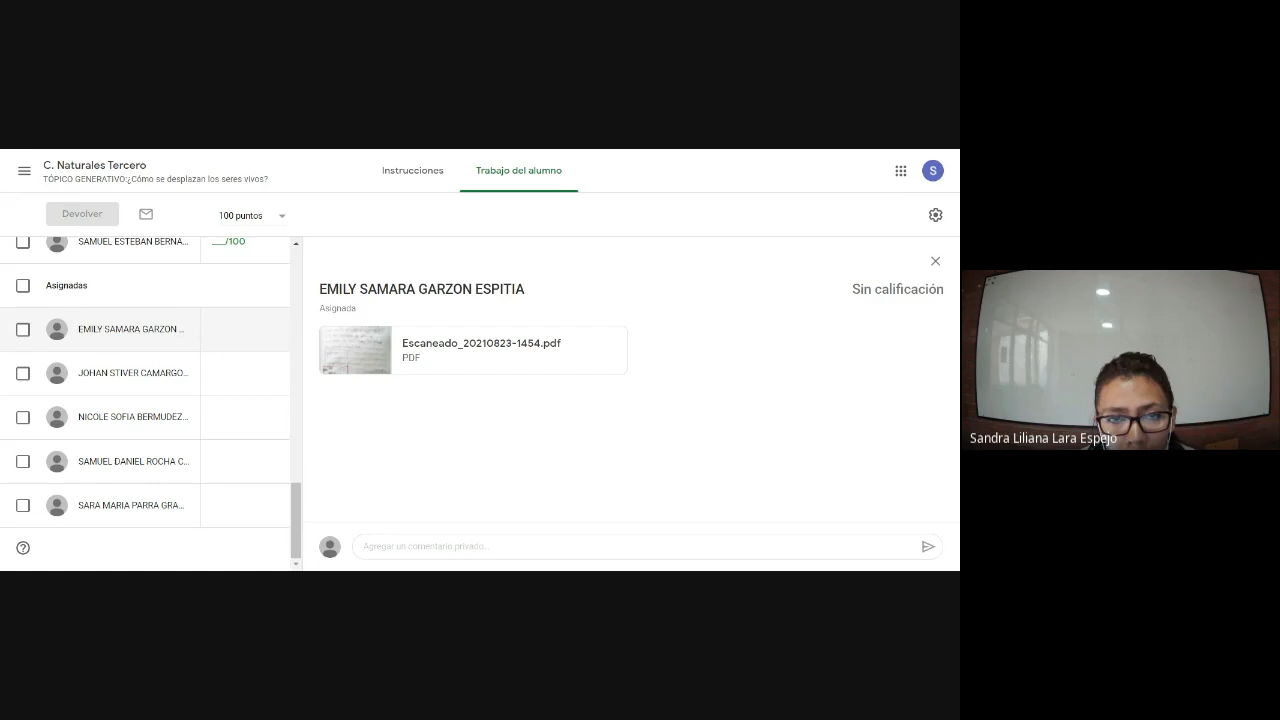 C. Naturales Tercero
TÓPICO GENERATIVO:¿Cómo se desplazan los seres vivos?
Instrucciones
Trabajo del alumno
S
Devolver
100 puntos
SAMUEL ESTEBAN BERNA...
___/100
Asignadas
EMILY SAMARA GARZON ...
JOHAN STIVER CAMARGO...
NICOLE SOFIA BERMUDEZ...
SAMUEL DANIEL ROCHA C...
SARA MARIA PARRA GRA...
EMILY SAMARA GARZON ESPITIA
Sin calificación
Asignada
Escaneado_20210823-1454.pdf
PDF
Agregar un comentario privado...
Sandra Liliana Lara Espejo